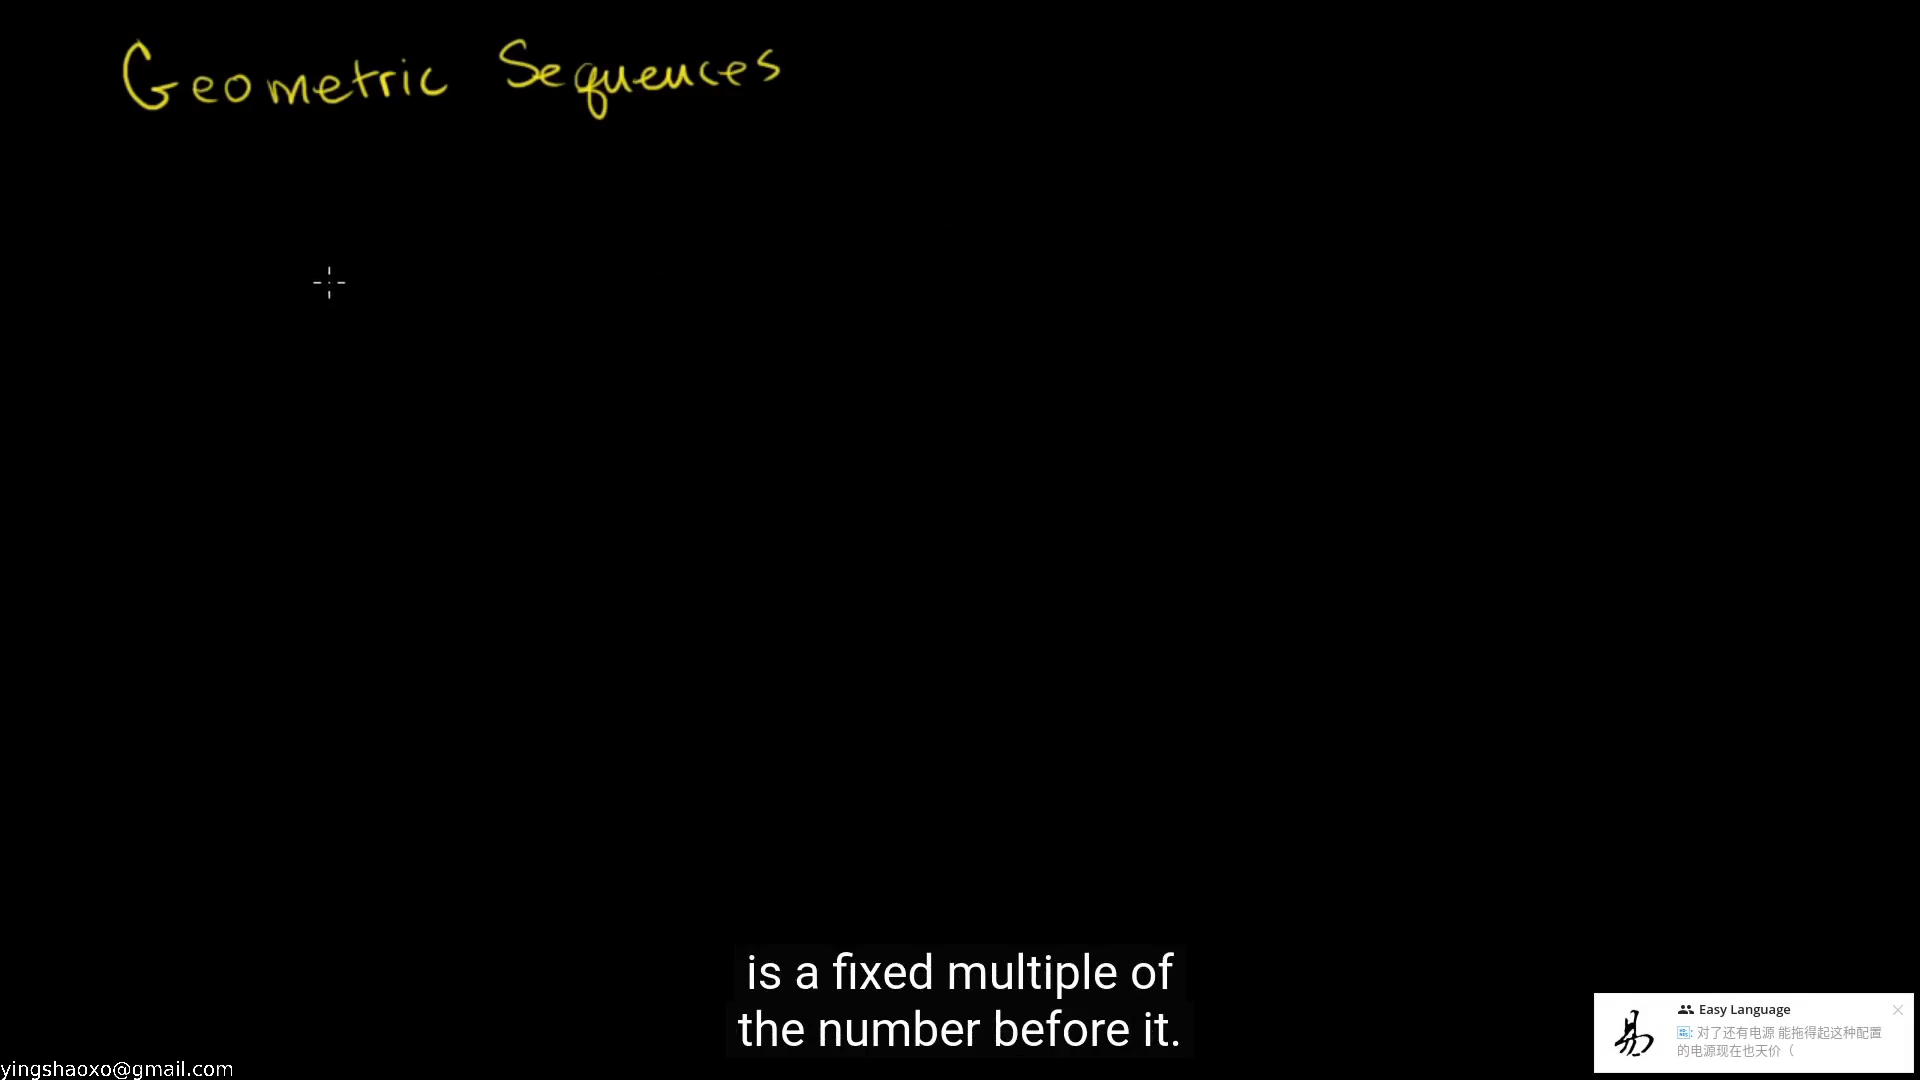 Geometric Sequences
is a fixed multiple of
the number before it.
Easy Language
: 对了还有电源 能拖得起这种配置
的电源现在也天价（
易
yingshaoxo@gmail.com